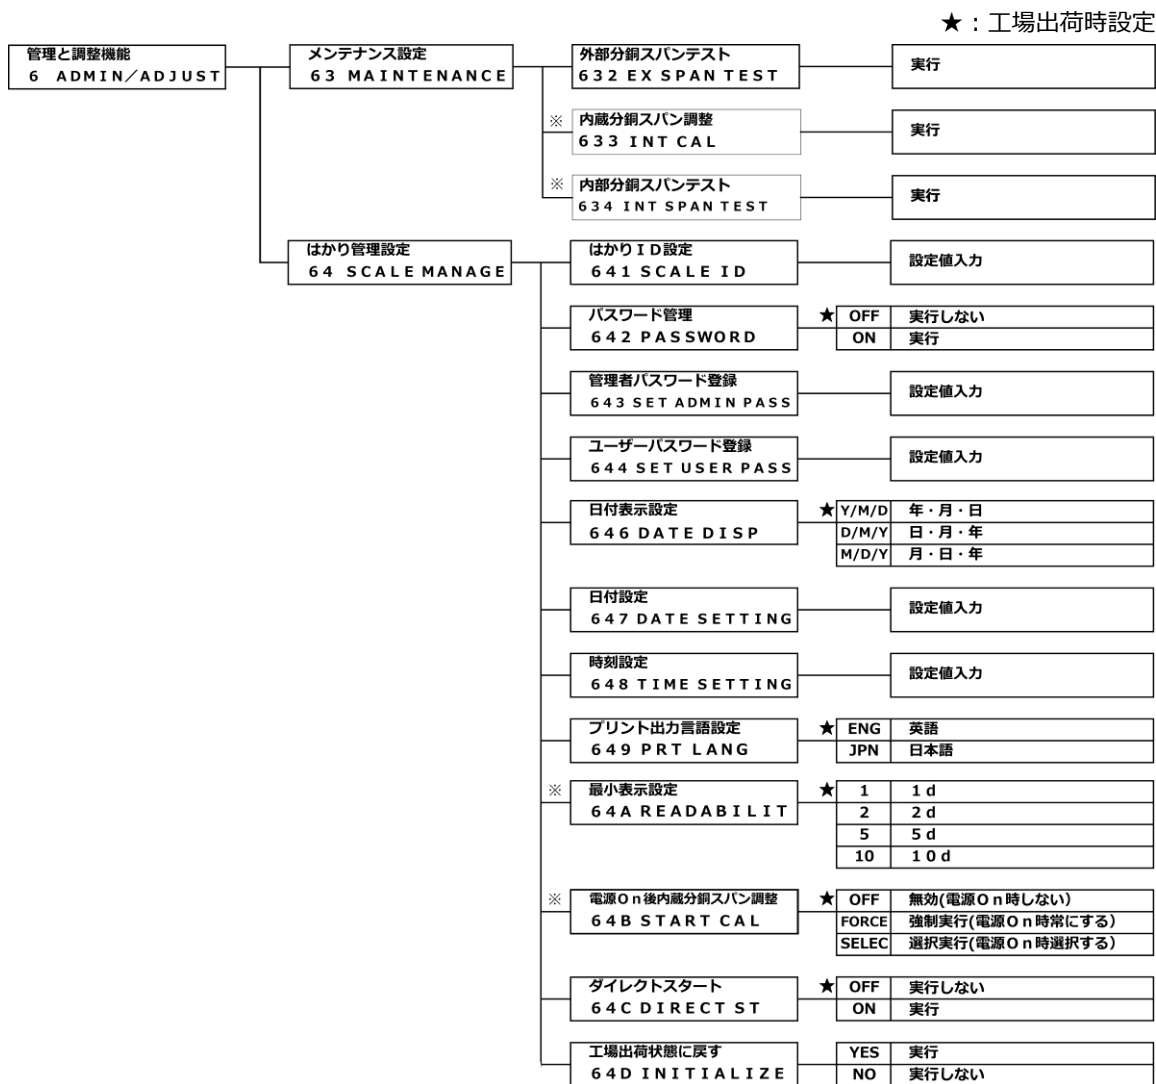 ★：工場出荷時設定
管理と調整機能
6 ADMIN／ADJUST
メンテナンス設定
63 MAINTENANCE
外部分銅スパンテスト
632 EX SPAN TEST
実行
※
内蔵分銅スパン調整
633 INT CAL
実行
※
内部分銅スパンテスト
634 INT SPAN TEST
実行
はかり管理設定
64 SCALE MANAGE
はかりＩＤ設定
641 SCALE ID
設定値入力
パスワード管理
642 PASSWORD
★ OFF 実行しない
ON 実行
管理者パスワード登録
643 SET ADMIN PASS
設定値入力
ユーザーパスワード登録
644 SET USER PASS
設定値入力
日付表示設定
646 DATE DISP
★ Y/M/D 年・月・日
D/M/Y 日・月・年
M/D/Y 月・日・年
日付設定
647 DATE SETTING
設定値入力
時刻設定
648 TIME SETTING
設定値入力
プリント出力言語設定
649 PRT LANG
★ ENG 英語
JPN 日本語
※
最小表示設定
64A READABILIT
★ 1 １ｄ
2 ２ｄ
5 ５ｄ
10 １０ｄ
※
電源Ｏｎ後内蔵分銅スパン調整
64B START CAL
★ OFF 無効(電源Ｏｎ時しない）
FORCE 強制実行(電源Ｏｎ時常にする）
SELEC 選択実行(電源Ｏｎ時選択する）
ダイレクトスタート
64C DIRECT ST
★ OFF 実行しない
ON 実行
工場出荷状態に戻す
64D INITIALIZE
YES 実行
NO 実行しない